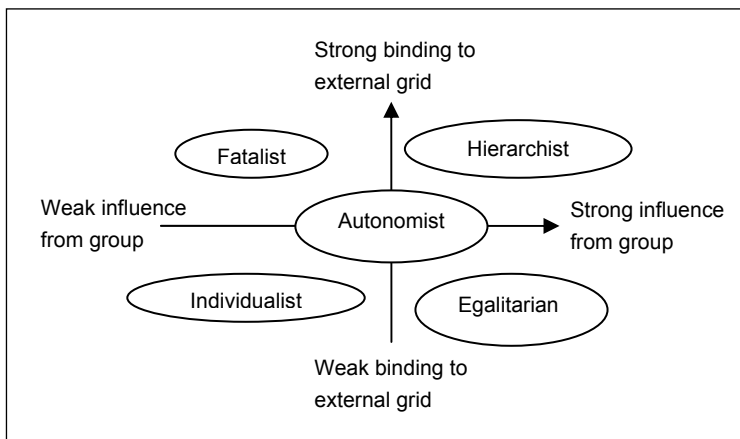 Strong binding to
external grid
Fatalist
Hierarchist
Weak influence
from group
Autonomist
Strong influence
from group
Individualist
Egalitarian
Weak binding to
external grid